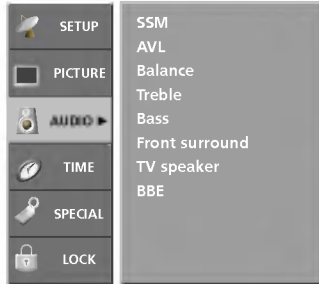 SETUP
PICTURE
AUDIO
TIME
SPECIAL
LOCK
SSM
AVL
Balance
Treble
Bass
Front surround
TV speaker
BBE